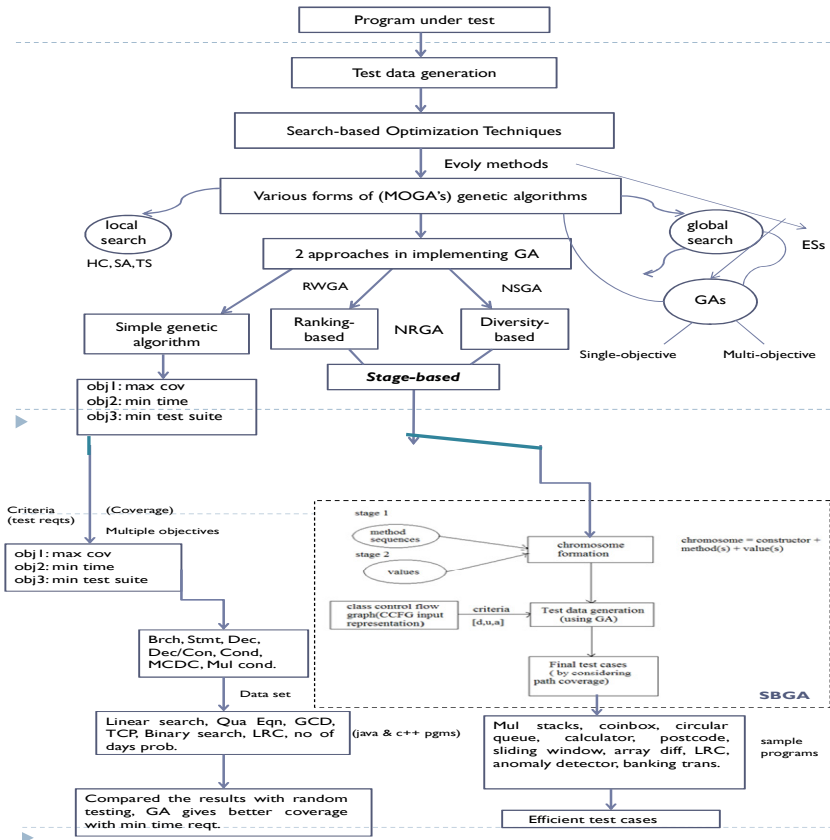 Program under test
Test data generation
Search-based Optimization Techniques
Evoly methods
Various forms of (MOGA's) genetic algorithms
local
search
HC, SA,TS
global
search
ESs
2 approaches in implementing GA
RWGA
NSGA
GAs
Simple genetic
algorithm
Ranking-
based
NRGA
Diversity-
based
Single-objective
Multi-objective
Stage-based
obj1: max cov
obj2: min time
obj3: min test suite
Criteria
(test reqts)
(Coverage)
Multiple objectives
obj1: max cov
obj2: min time
obj3: min test suite
stage 1
method
sequences
stage 2
values
chromosome
formation
chromosome = constructor +
method(s) + value(s)
class control flow
graph(CCFG input
representation)
criteria
[d,u,a]
Test data generation
(using GA)
Final test cases
( by considering
path coverage)
SBGA
Brch, Stmt, Dec,
Dec/Con, Cond,
MCDC, Mul cond.
Data set
Linear search, Qua Eqn, GCD,
TCP, Binary search, LRC, no of
days prob.
(java & c++ pgms)
Compared the results with random
testing, GA gives better coverage
with min time reqt.
Mul stacks, coinbox, circular
queue, calculator, postcode,
sliding window, array diff, LRC,
anomaly detector, banking trans.
sample
programs
Efficient test cases